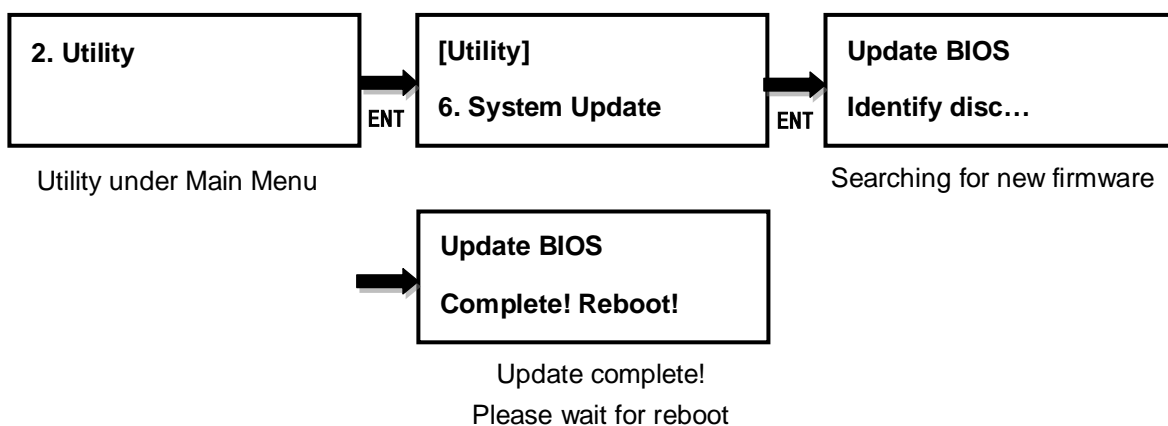 2. Utility
ENT
[Utility]
6. System Update
ENT
Update BIOS
Identify disc…
Utility under Main Menu
Searching for new firmware
Update BIOS
Complete! Reboot!
Update complete!
Please wait for reboot